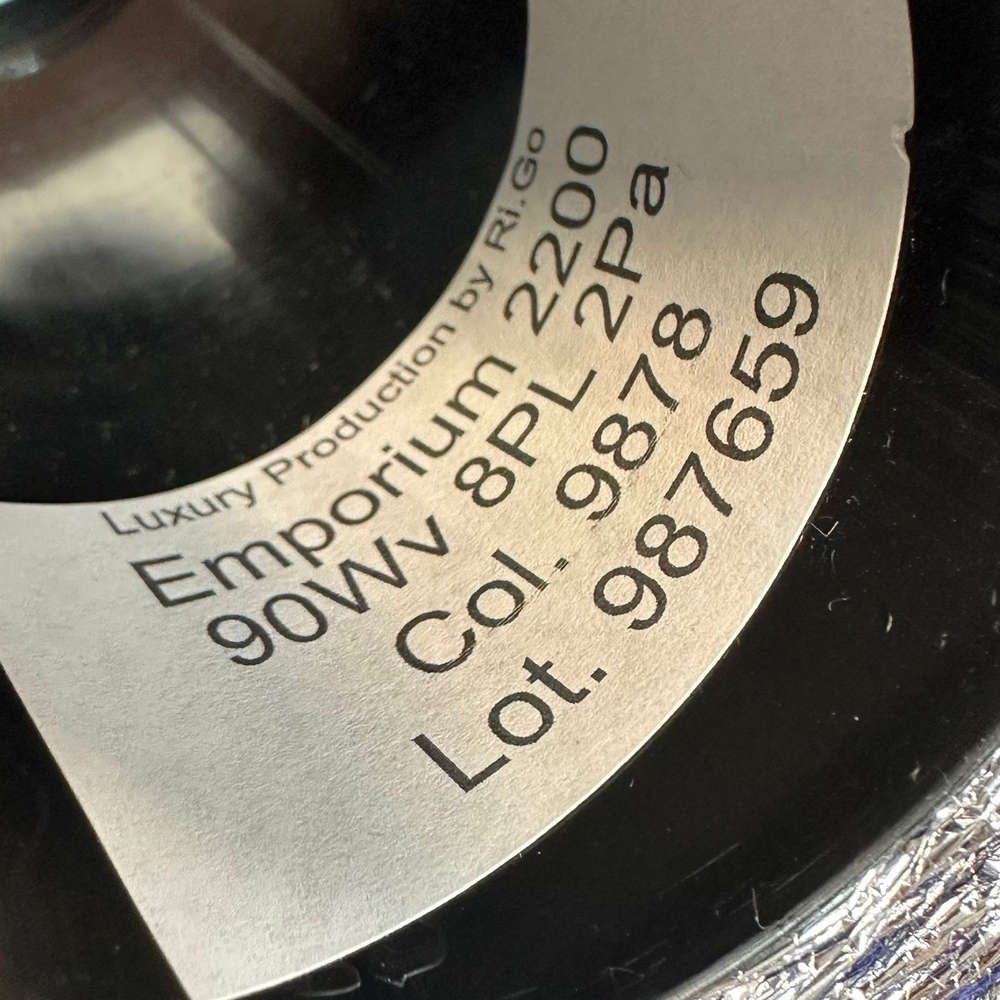 Luxury Production by Ri.Go
Emporium 2200
90Wv 8PL 2Pa
Col. 9878
Lot. 987659